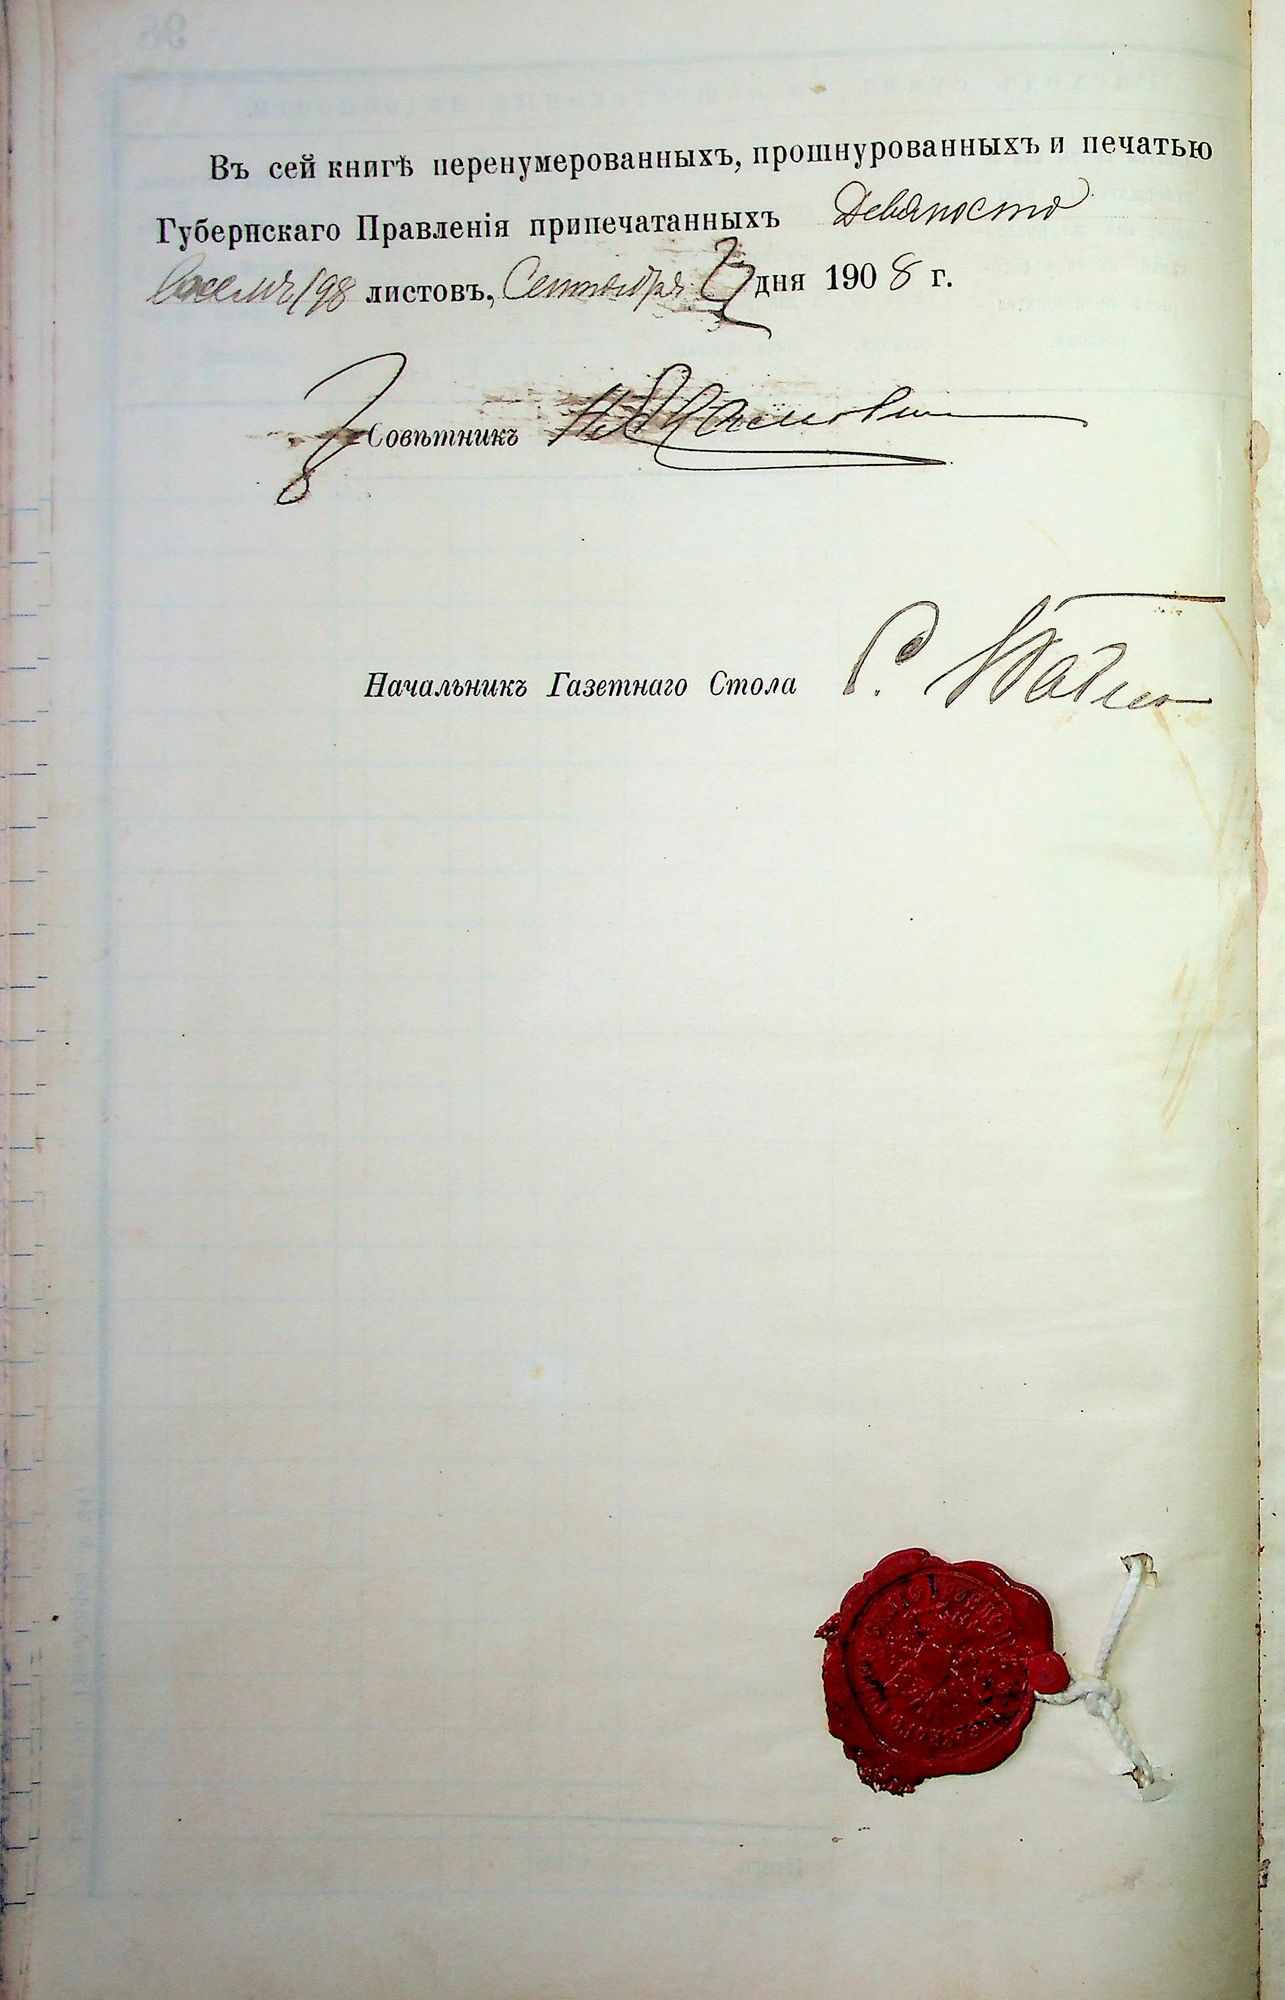 Въ сей книгѣ перенумерованныхъ, прошнурованныхъ и печатью
Губернскаго Правленія припечатанныхъ Девяносто
восемь /98 листовъ, Сентября дня 1908 г.
Совѣтникъ
Начальникъ Газетнаго Стола С.